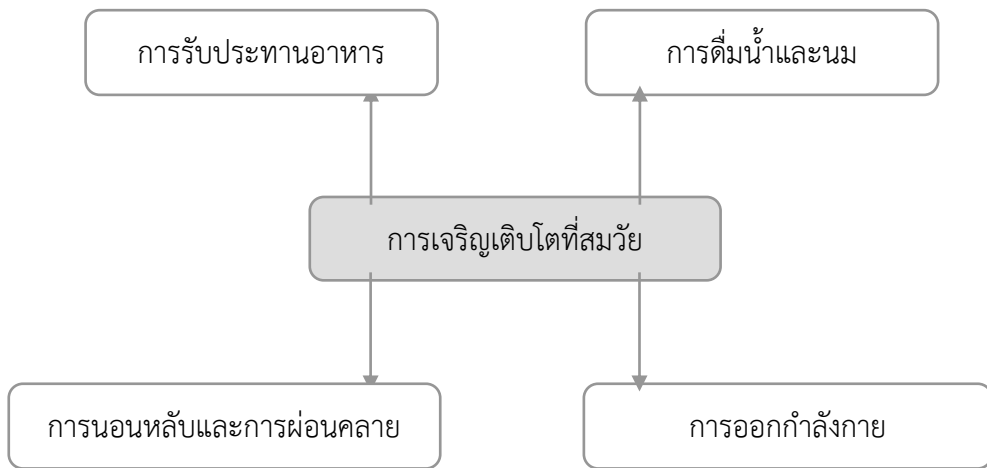 การรับประทานอาหาร
การดื่มน้ำและนม
การเจริญเติบโตที่สมวัย
การนอนหลับและการผ่อนคลาย
การออกกำลังกาย